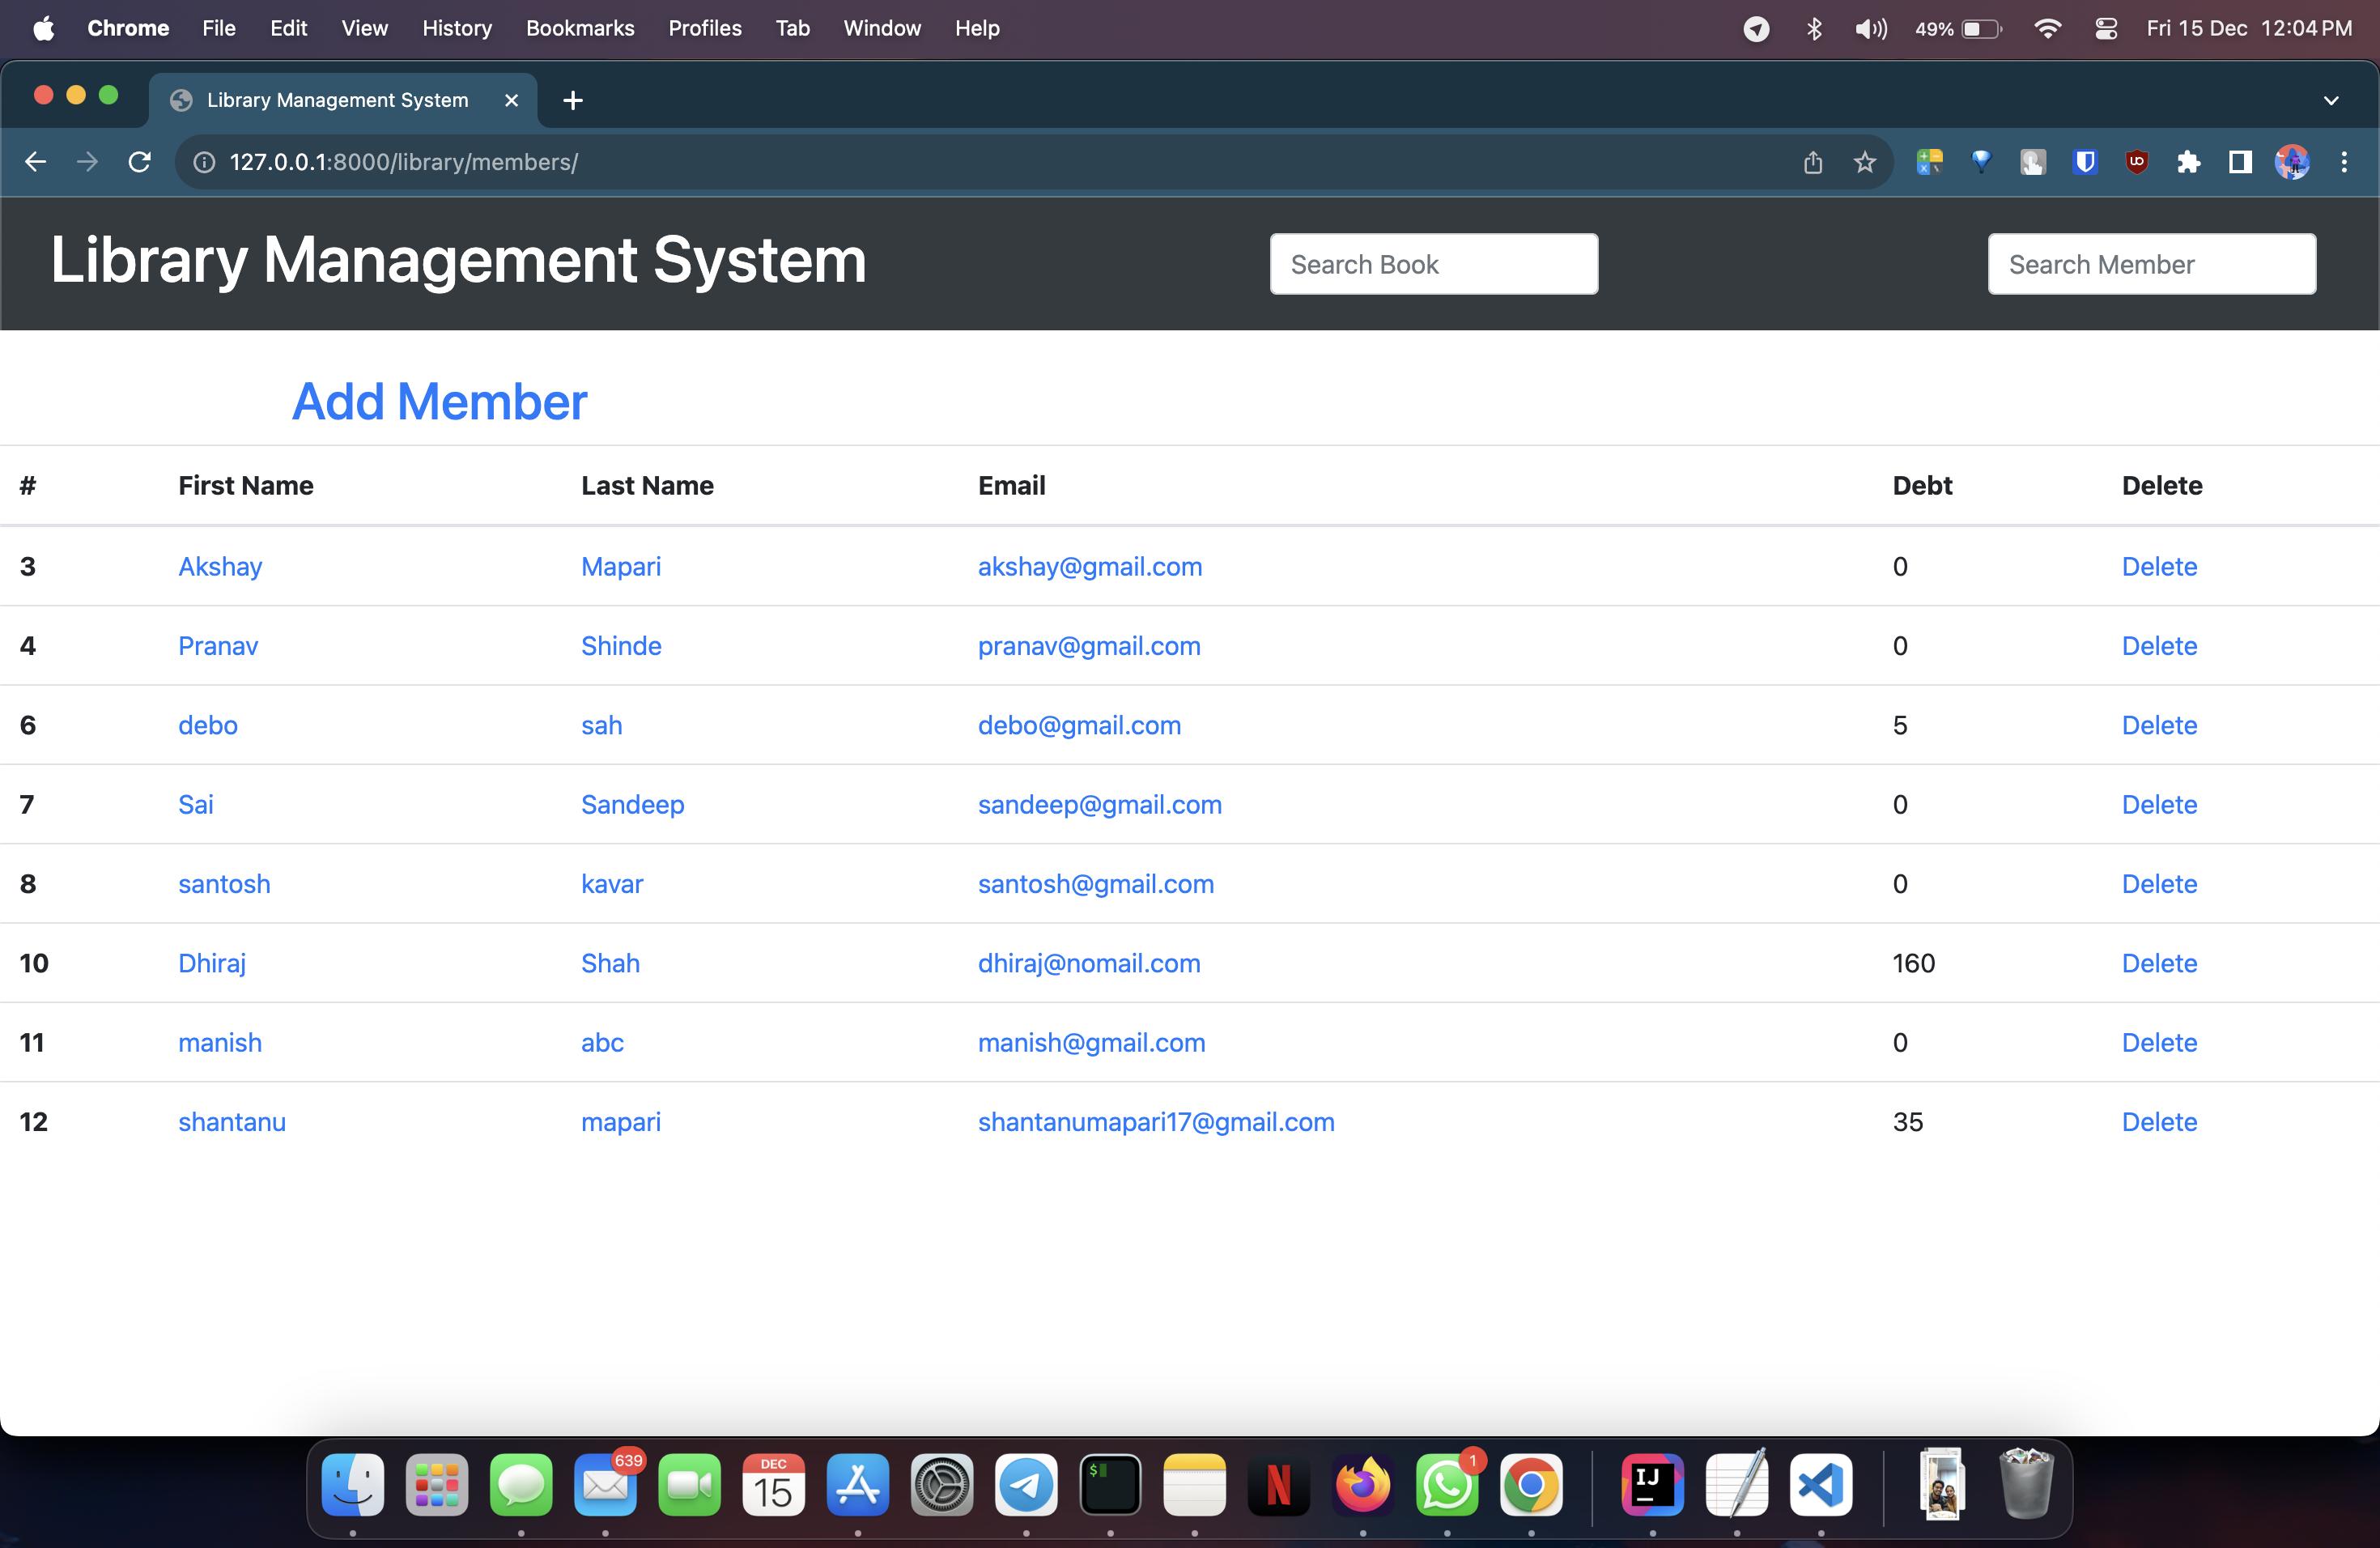 Chrome File Edit View History Bookmarks Profiles Tab Window Help 49% Fri 15 Dec 12:04 PM
Library Management System
127.0.0.1:8000/library/members/
Library Management System Search Book Search Member
Add Member
# First Name Last Name Email Debt Delete
3 Akshay Mapari akshay@gmail.com 0 Delete
4 Pranav Shinde pranav@gmail.com 0 Delete
6 debo sah debo@gmail.com 5 Delete
7 Sai Sandeep sandeep@gmail.com 0 Delete
8 santosh kavar santosh@gmail.com 0 Delete
10 Dhiraj Shah dhiraj@nomail.com 160 Delete
11 manish abc manish@gmail.com 0 Delete
12 shantanu mapari shantanumapari17@gmail.com 35 Delete
639 DEC 15 $ N 1 IJ